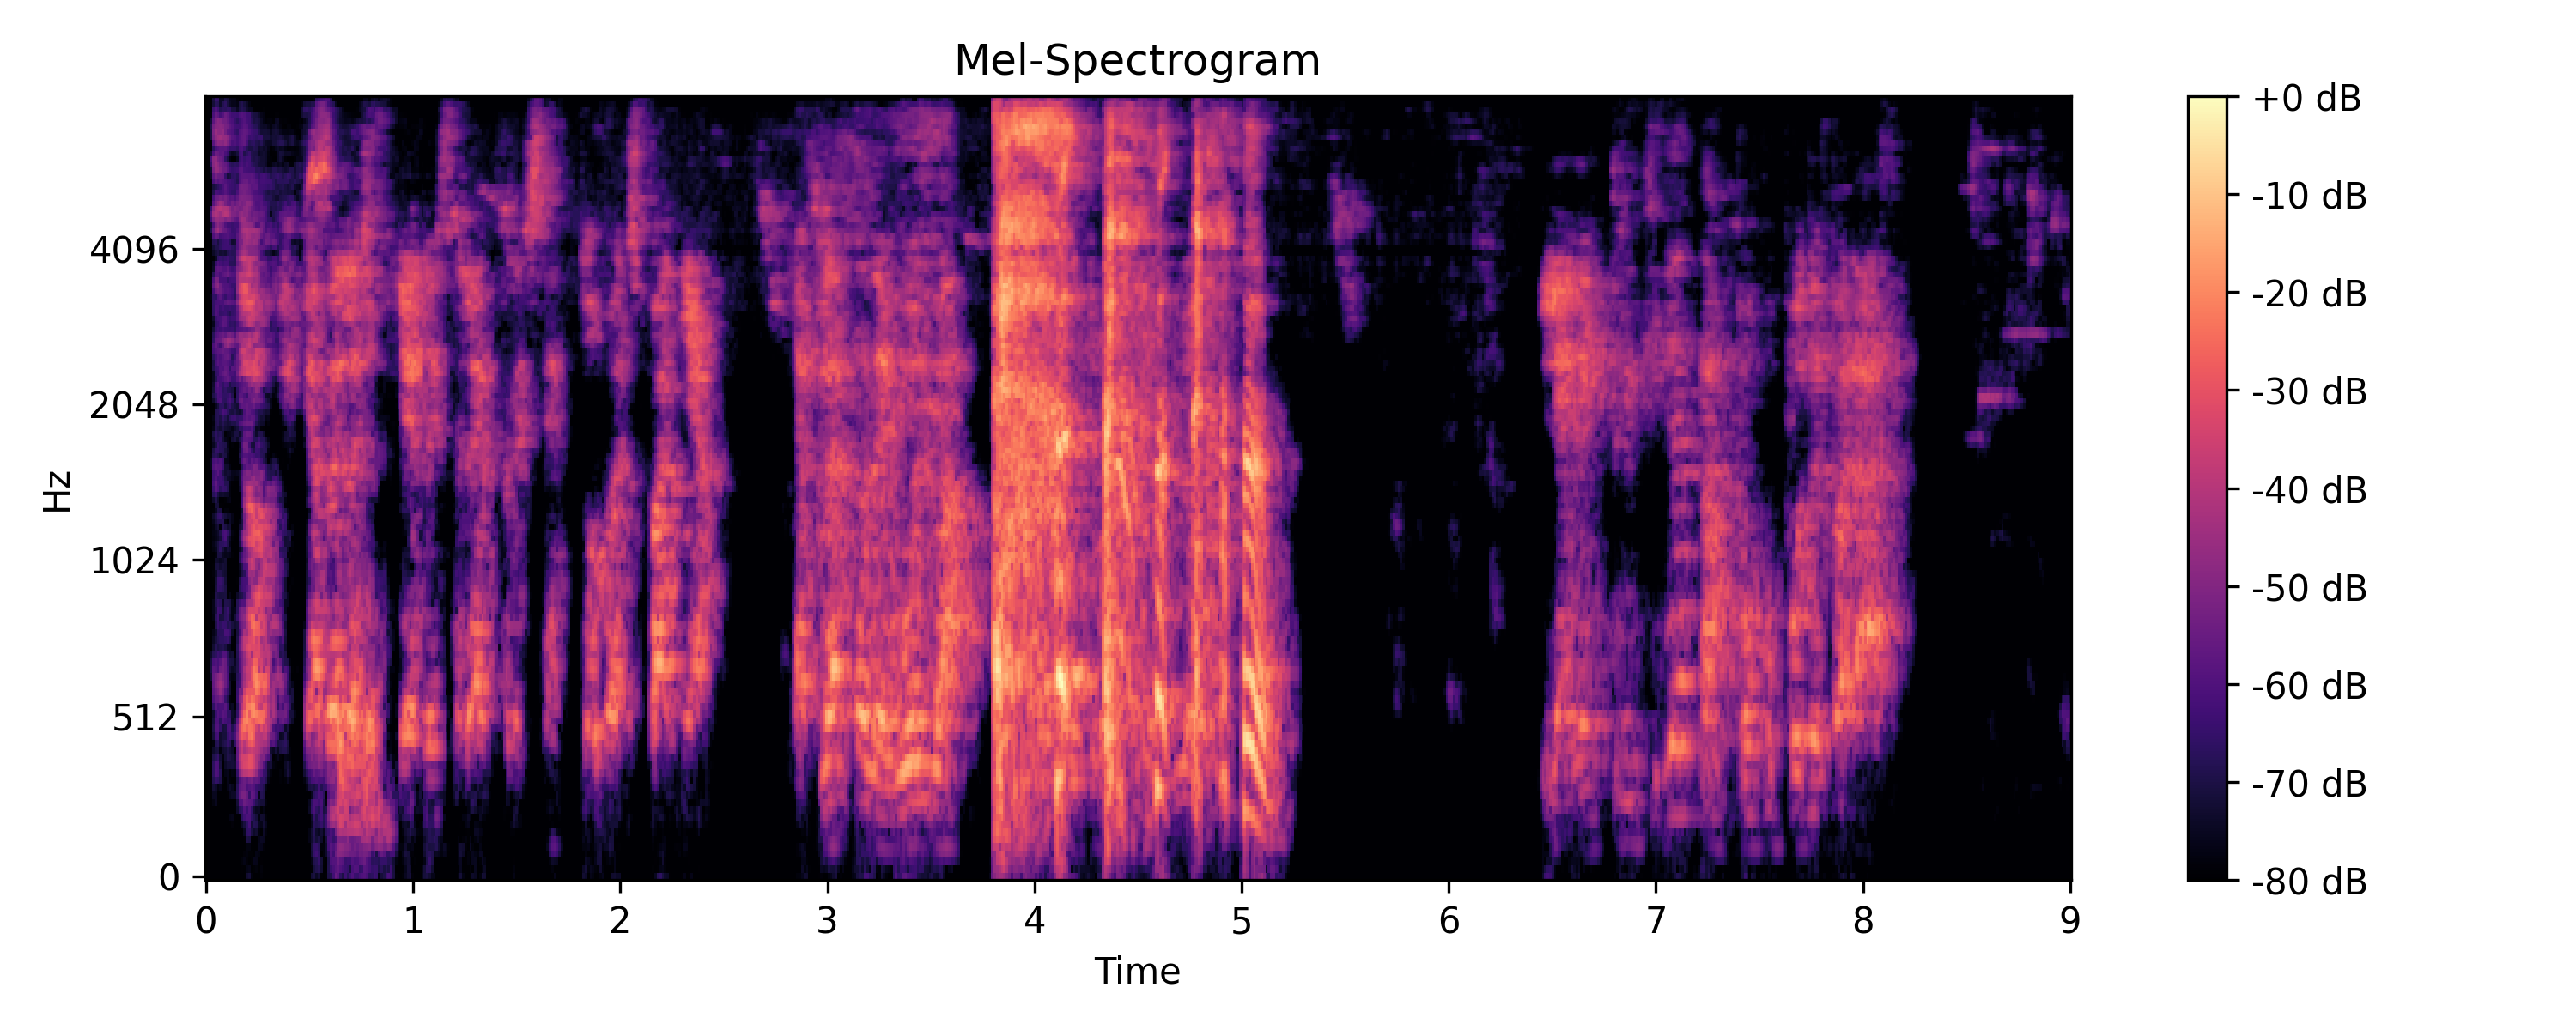 Mel-Spectrogram
+0 dB
-10 dB
-20 dB
-30 dB
-40 dB
-50 dB
-60 dB
-70 dB
-80 dB
4096
2048
1024
512
0
Hz
0 1 2 3 4 5 6 7 8 9
Time